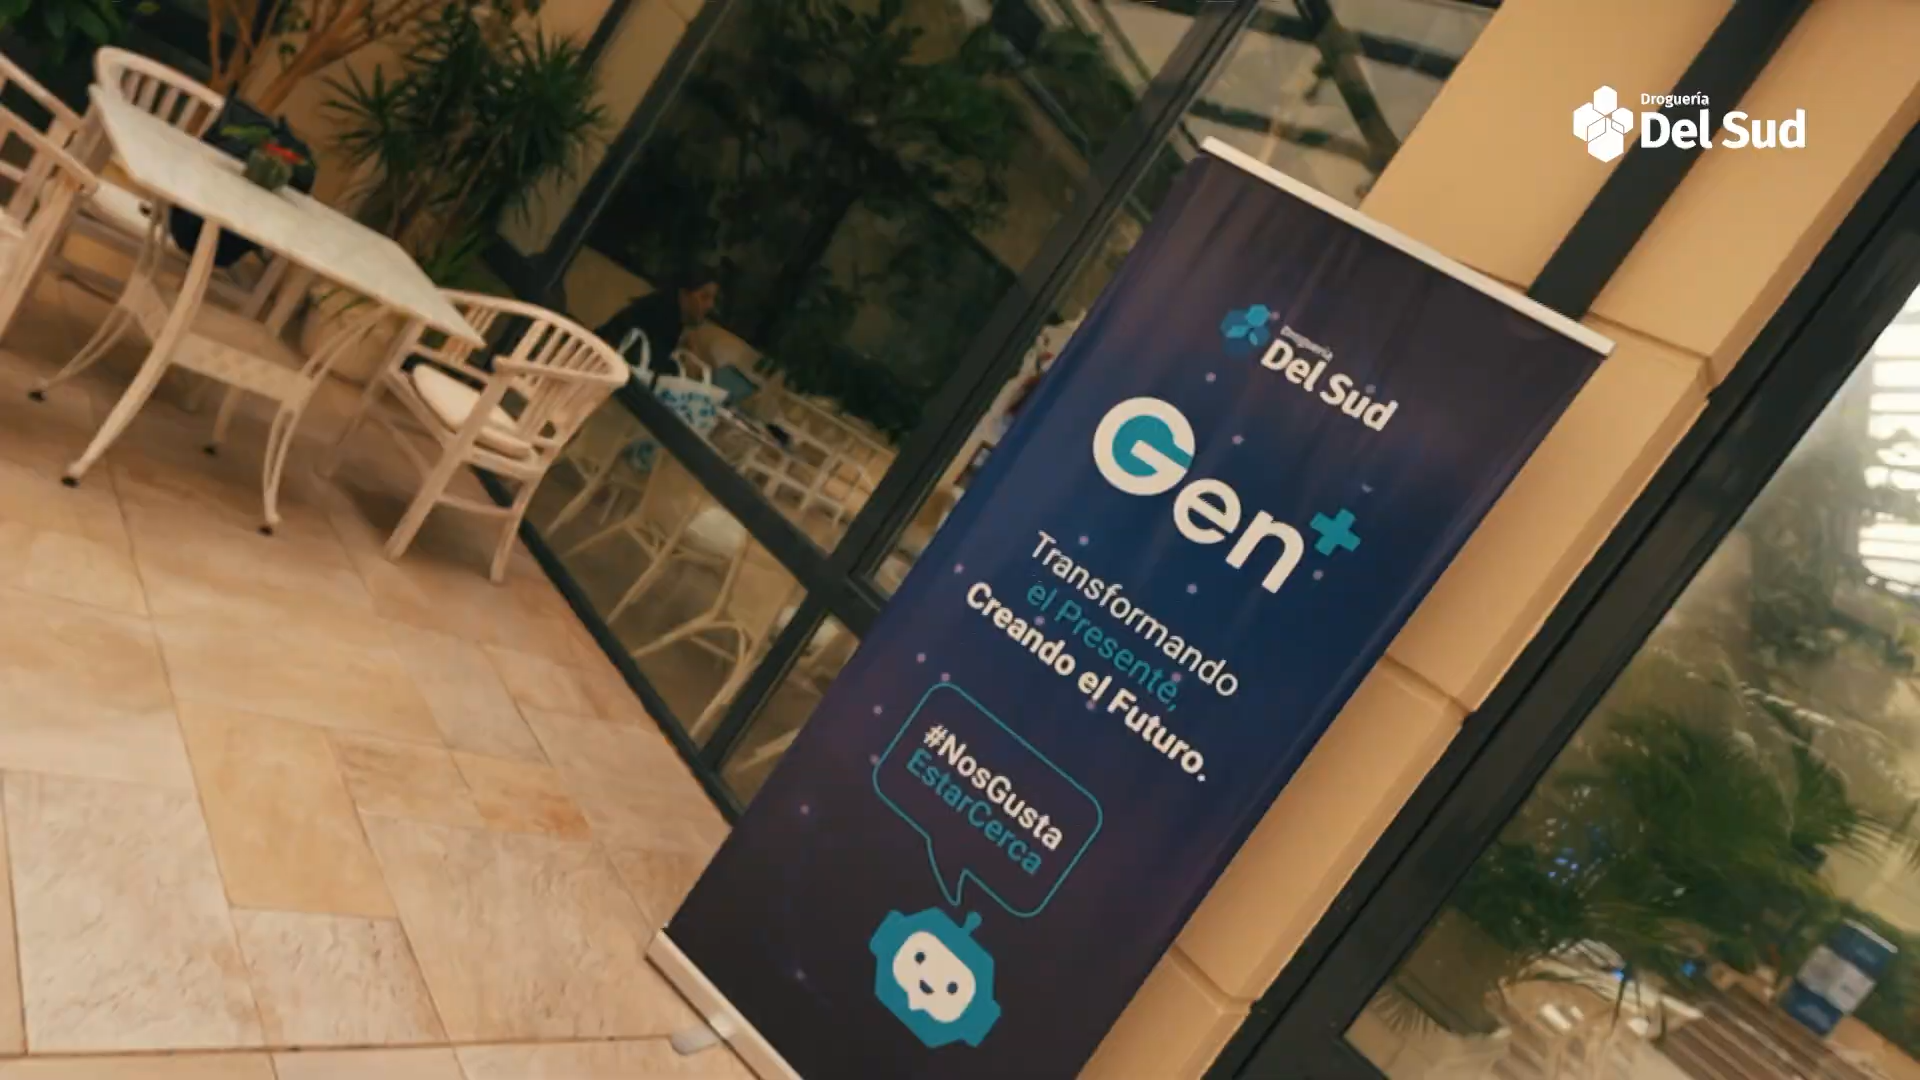 Droguería
Del Sud
Droguería
Del Sud
Gen+
Transformando
el Presente,
Creando el Futuro.
#NosGusta
EstarCerca